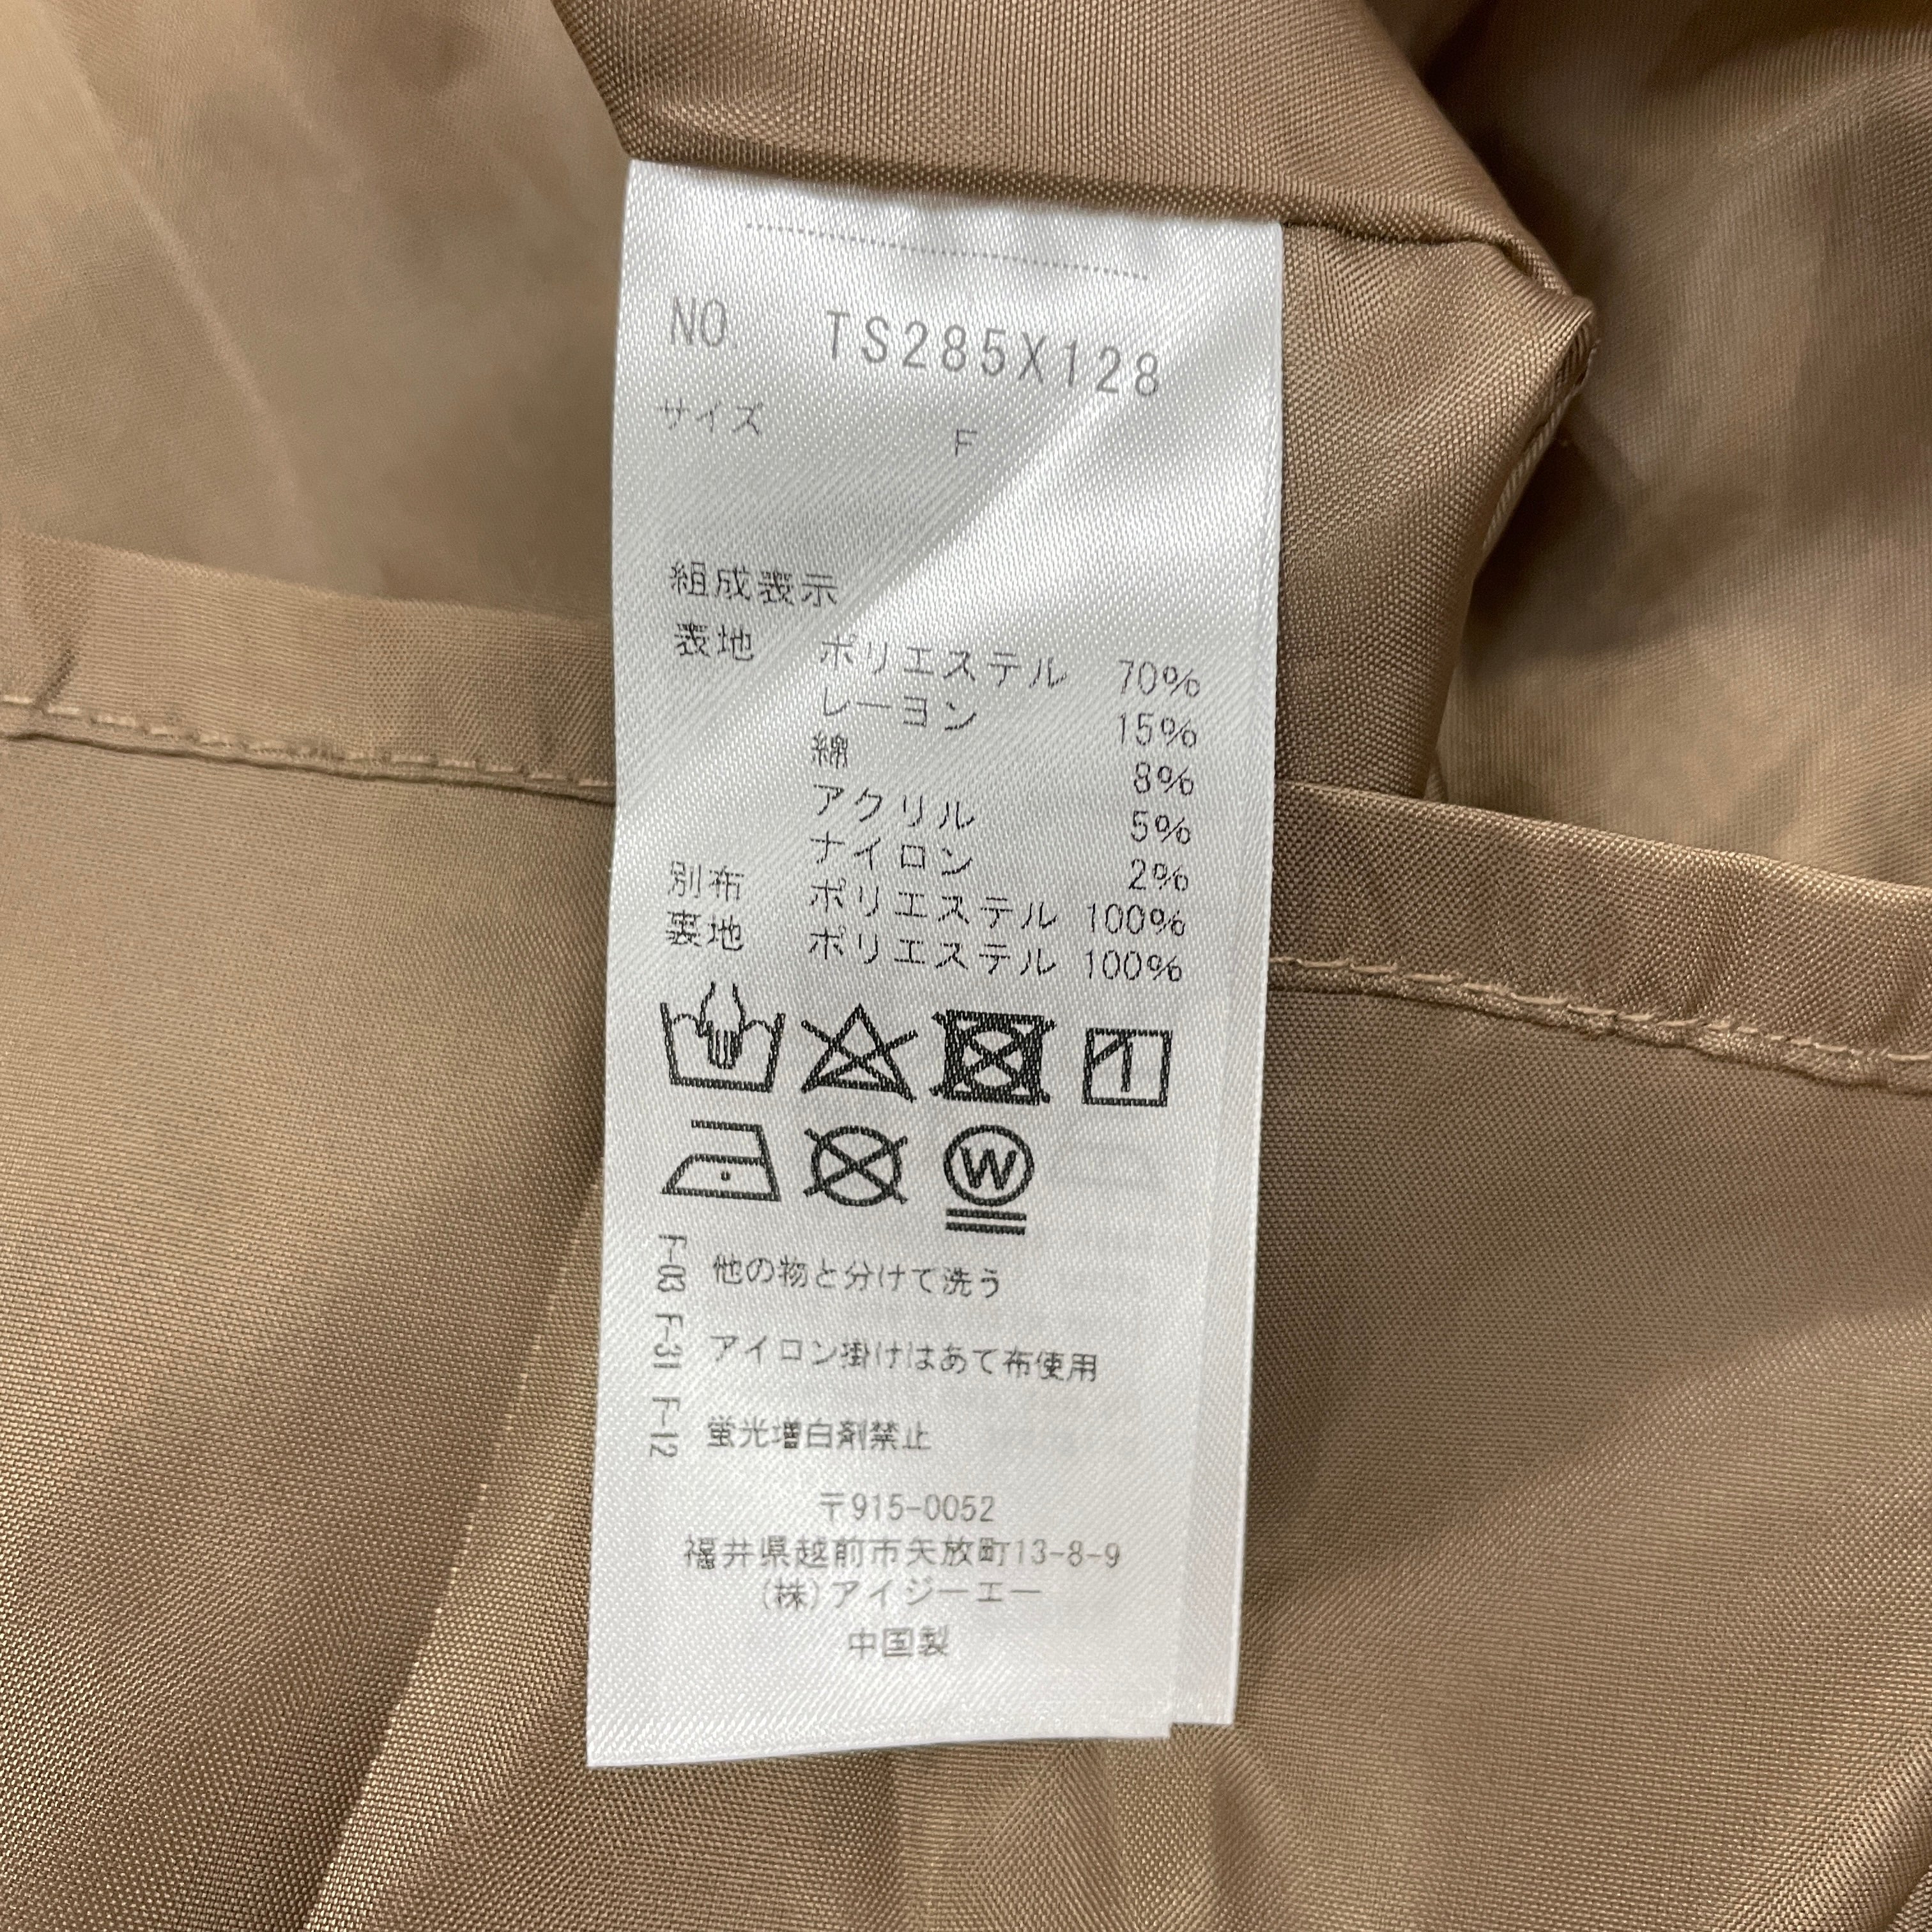 NO. TS285X128
サイズ F
組成表示
表地 ポリエステル 70%
レーヨン 15%
綿 8%
アクリル 5%
ナイロン 2%
別布 ポリエステル 100%
裏地 ポリエステル 100%
W
F-03 他の物と分けて洗う
F-31 アイロン掛けはあて布使用
F-12 蛍光増白剤禁止
〒915-0052
福井県越前市矢放町13-8-9
(株)アイジーエー
中国製